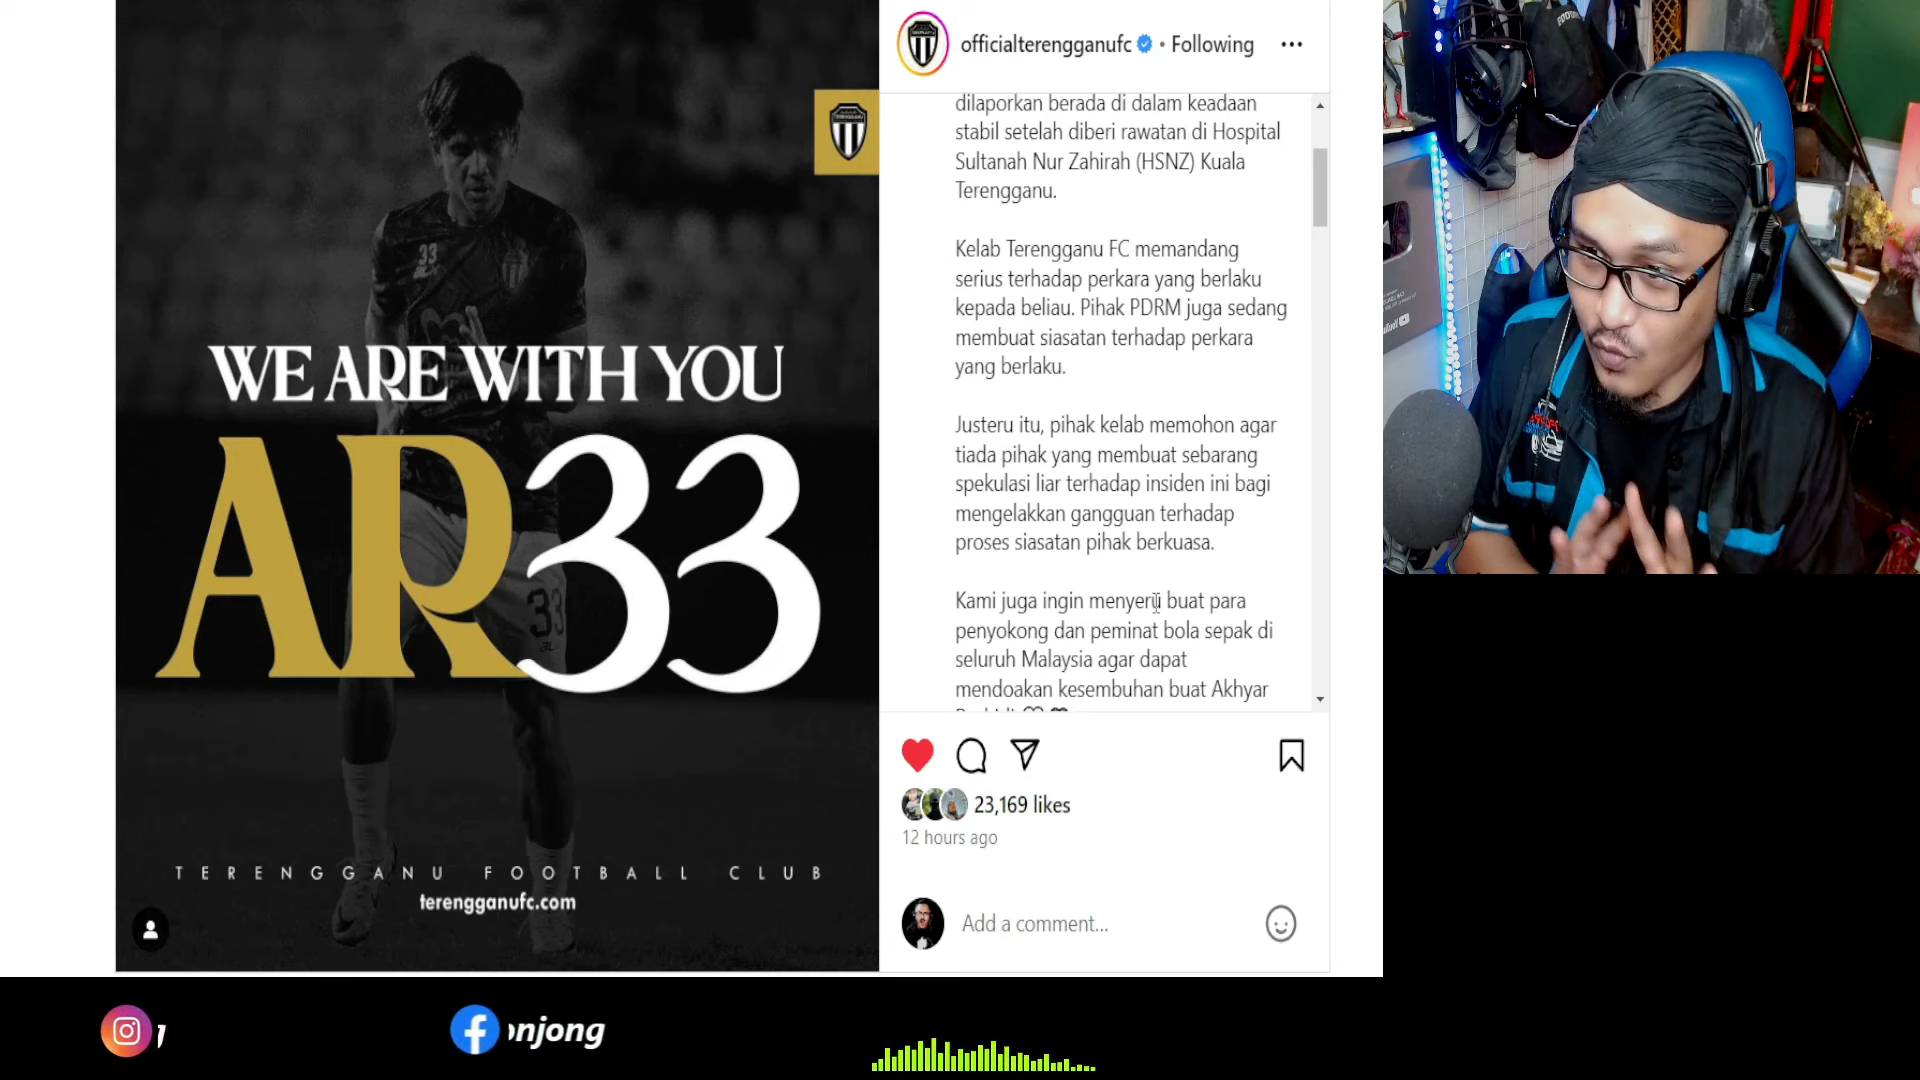 WE ARE WITH YOU
AR33
33
33
TERENGGANU FOOTBALL CLUB
terengganufc.com
officialterengganufc • Following
dilaporkan berada di dalam keadaan
stabil setelah diberi rawatan di Hospital
Sultanah Nur Zahirah (HSNZ) Kuala
Terengganu.
Kelab Terengganu FC memandang
serius terhadap perkara yang berlaku
kepada beliau. Pihak PDRM juga sedang
membuat siasatan terhadap perkara
yang berlaku.
Justeru itu, pihak kelab memohon agar
tiada pihak yang membuat sebarang
spekulasi liar terhadap insiden ini bagi
mengelakkan gangguan terhadap
proses siasatan pihak berkuasa.
Kami juga ingin menyeru buat para
penyokong dan peminat bola sepak di
seluruh Malaysia agar dapat
mendoakan kesembuhan buat Akhyar
23,169 likes
12 hours ago
Add a comment...
onjong